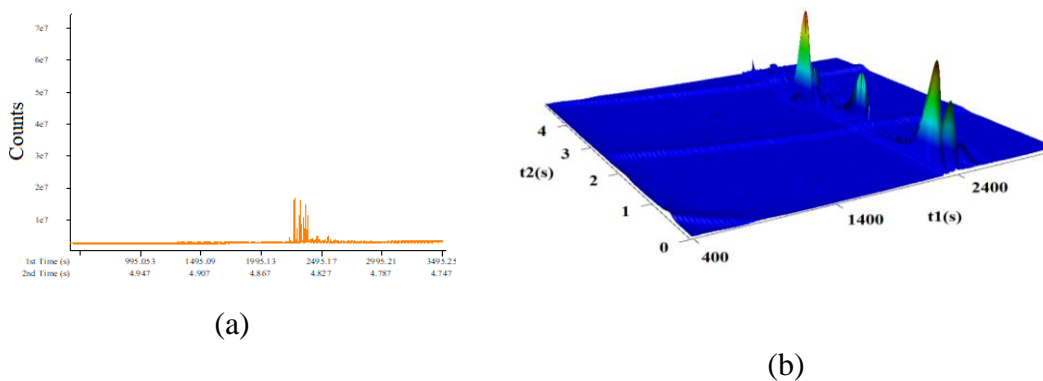 Counts
7e7
6e7
5e7
4e7
3e7
2e7
1e7
1st Time (s) 995.053 1495.09 1995.13 2495.17 2995.21 3495.25
2nd Time (s) 4.947 4.907 4.867 4.827 4.787 4.747
(a)
4
3
2
1
0
t2(s)
400
1400
2400
t1(s)
(b)